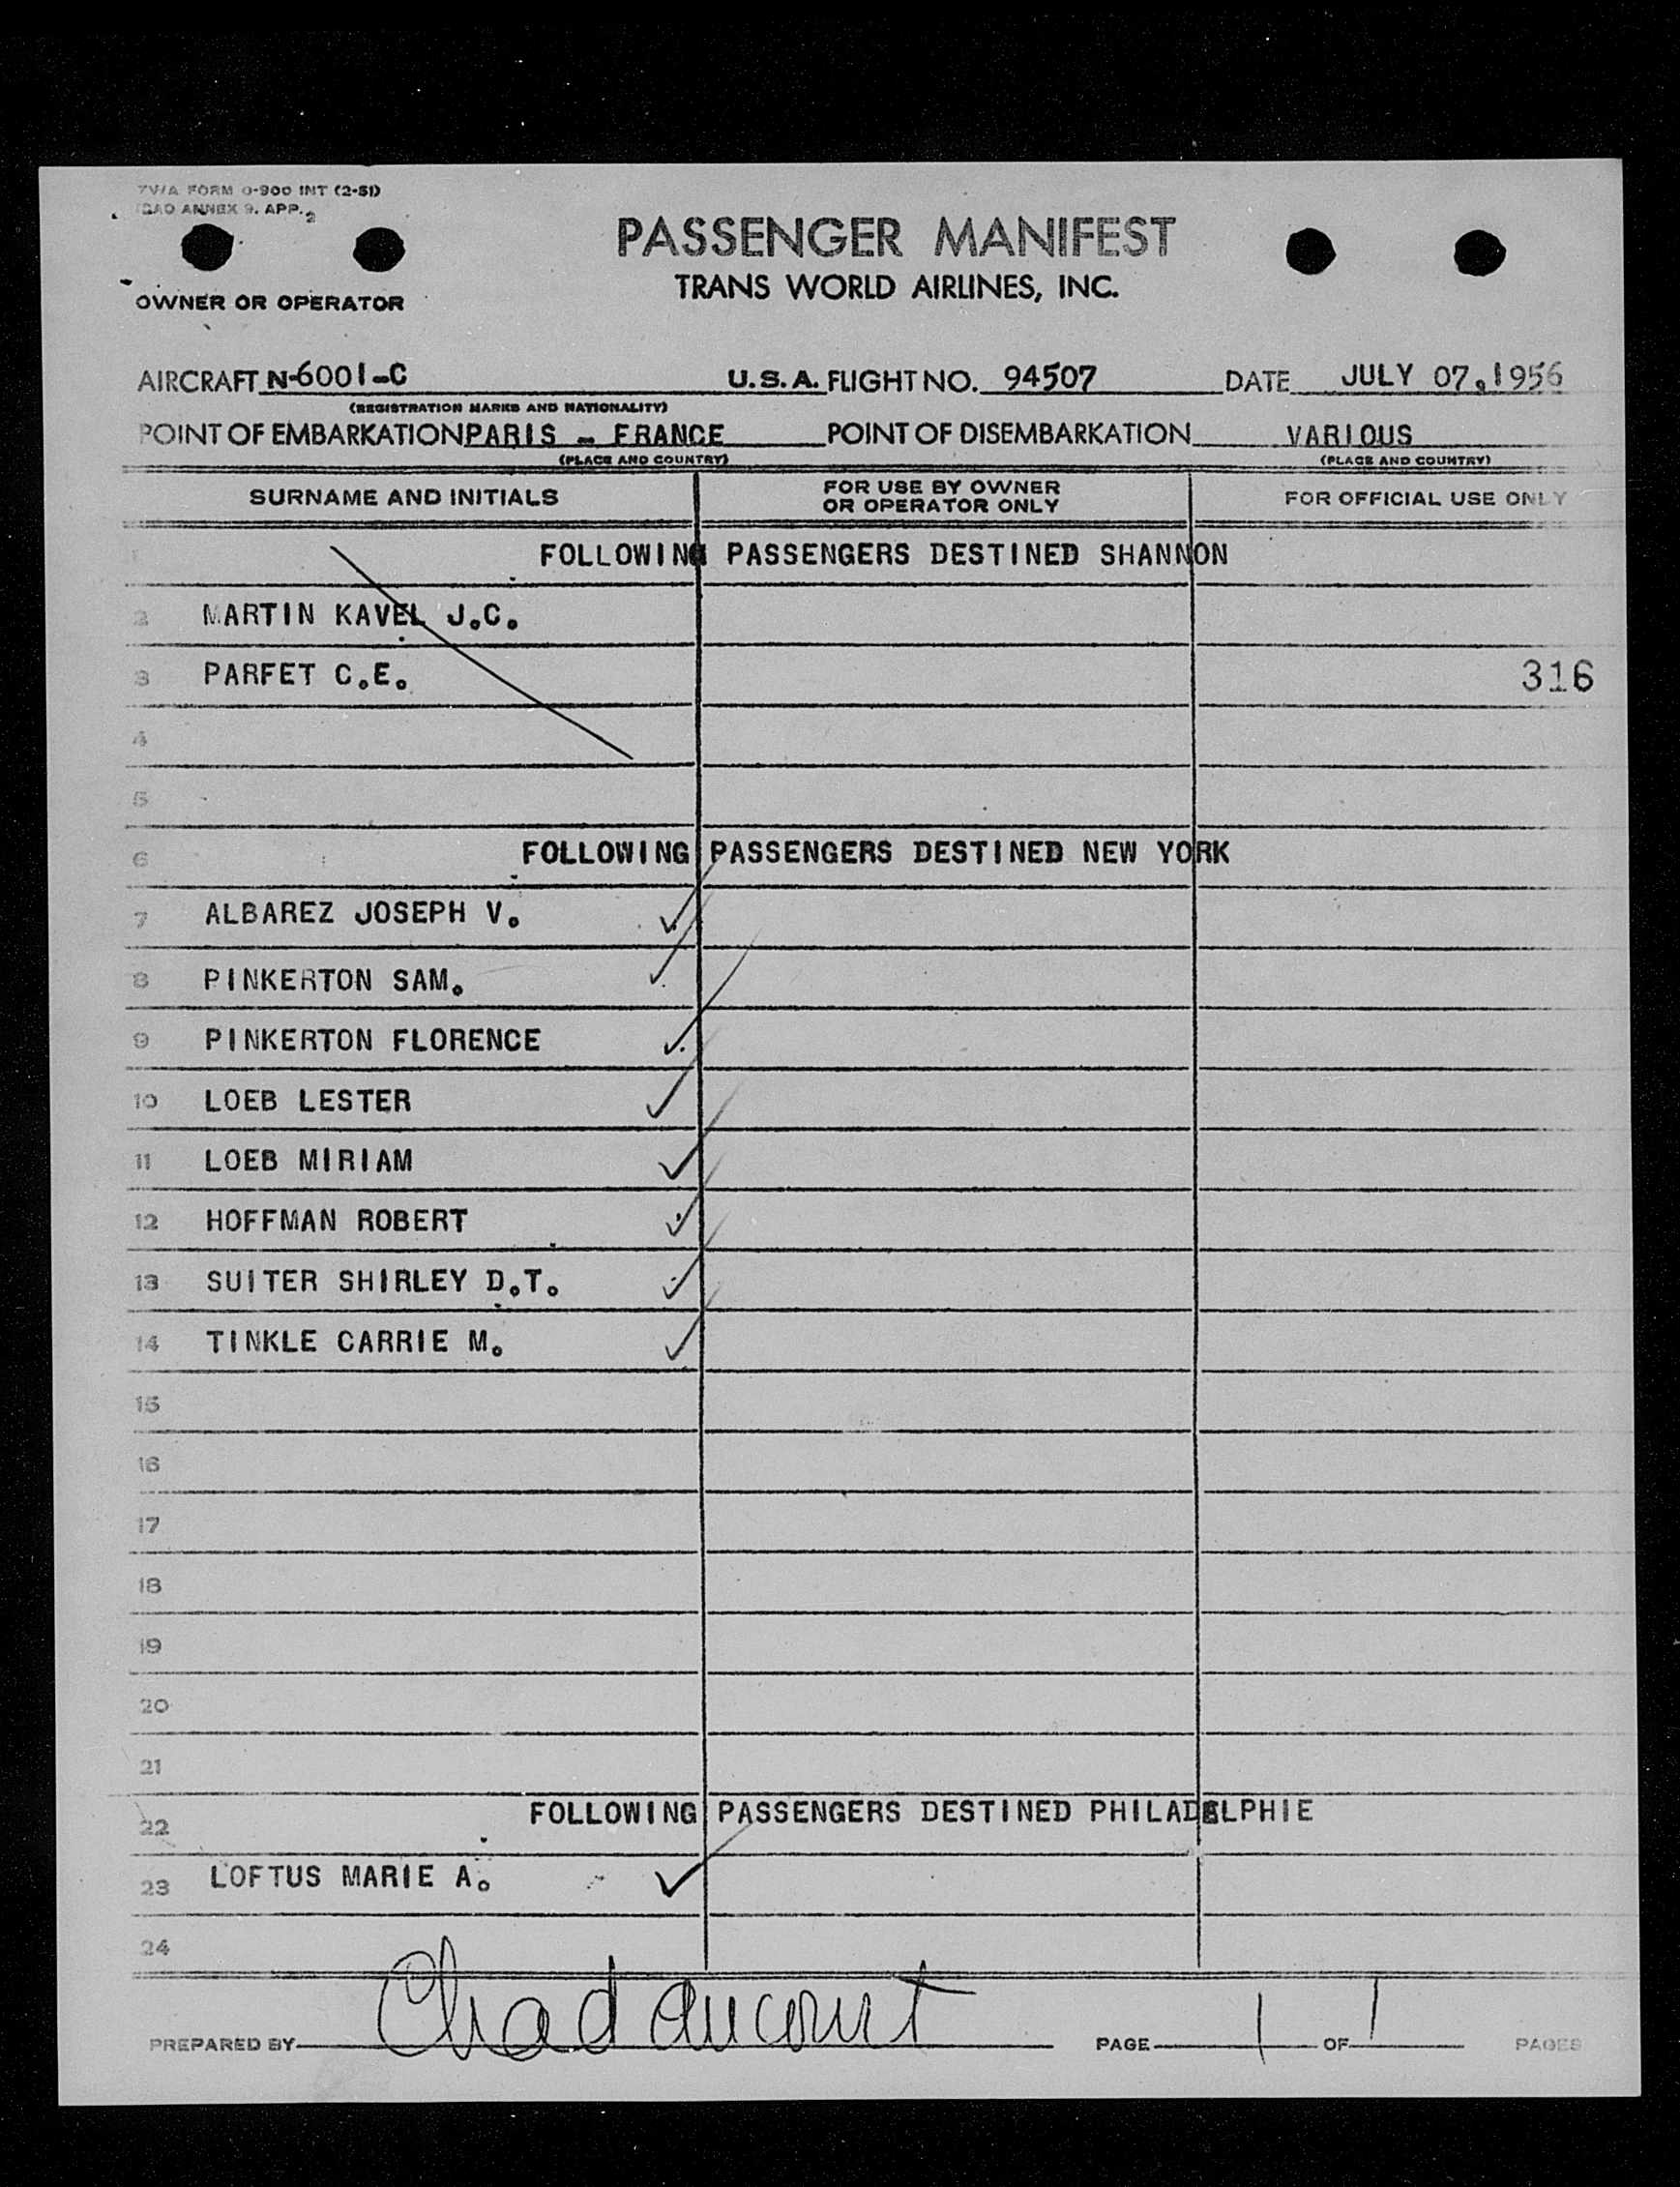 TWA FORM O-900 INT (2-51)
ICAO ANNEX 9. APP. 2
PASSENGER MANIFEST
TRANS WORLD AIRLINES, INC.
OWNER OR OPERATOR
AIRCRAFT N-6001-C U.S.A. FLIGHT NO. 94507 DATE JULY 07,1956
(REGISTRATION MARKS AND NATIONALITY)
POINT OF EMBARKATION PARIS - FRANCE POINT OF DISEMBARKATION VARIOUS
(PLACE AND COUNTRY) (PLACE AND COUNTRY)
SURNAME AND INITIALS FOR USE BY OWNER OR OPERATOR ONLY FOR OFFICIAL USE ONLY
1 FOLLOWING PASSENGERS DESTINED SHANNON
2 MARTIN KAVEL J.C.
3 PARFET C.E. 316
4
5
6 FOLLOWING PASSENGERS DESTINED NEW YORK
7 ALBAREZ JOSEPH V.
8 PINKERTON SAM.
9 PINKERTON FLORENCE
10 LOEB LESTER
11 LOEB MIRIAM
12 HOFFMAN ROBERT
13 SUITER SHIRLEY D.T.
14 TINKLE CARRIE M.
15
16
17
18
19
20
21
22 FOLLOWING PASSENGERS DESTINED PHILADELPHIE
23 LOFTUS MARIE A.
24
PREPARED BY Chadaucourt PAGE 1 OF 1 PAGES